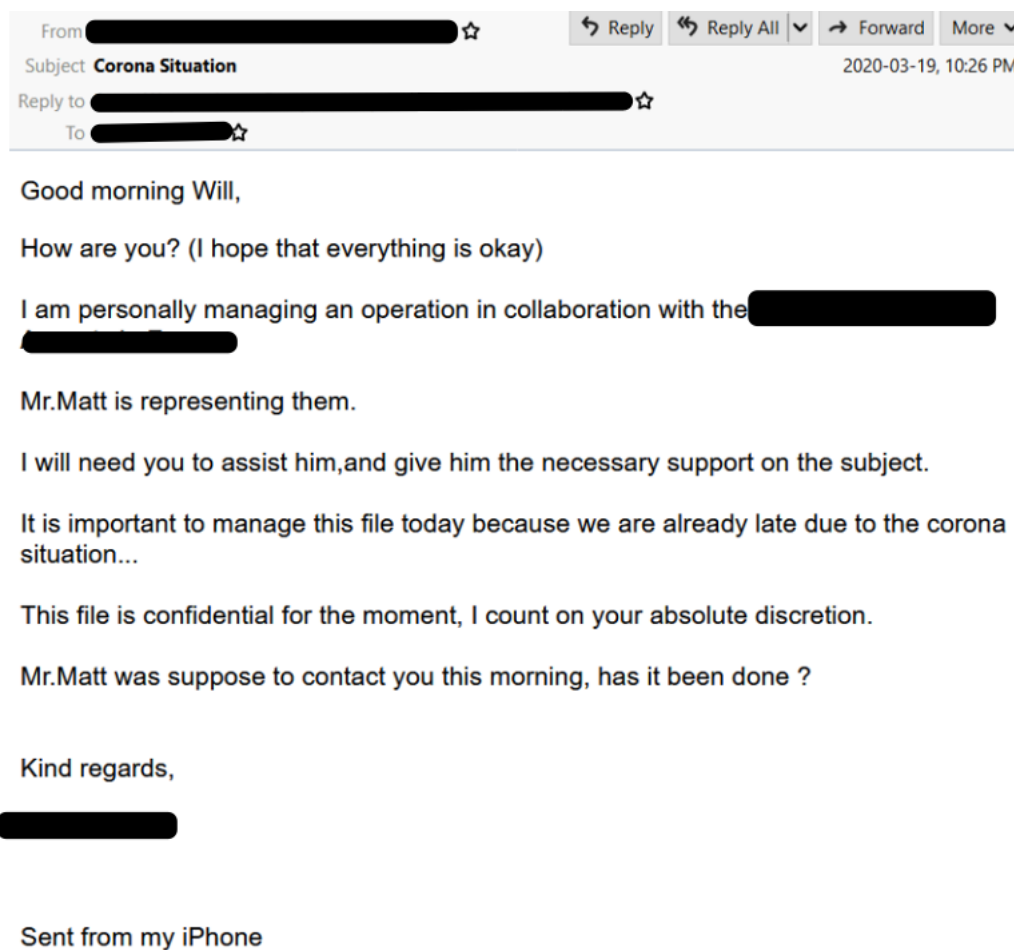 From
Reply Reply All Forward More
Subject Corona Situation
2020-03-19, 10:26 PM
Reply to
To
Good morning Will,
How are you? (I hope that everything is okay)
I am personally managing an operation in collaboration with the
Mr.Matt is representing them.
I will need you to assist him,and give him the necessary support on the subject.
It is important to manage this file today because we are already late due to the corona
situation...
This file is confidential for the moment, I count on your absolute discretion.
Mr.Matt was suppose to contact you this morning, has it been done ?
Kind regards,
Sent from my iPhone